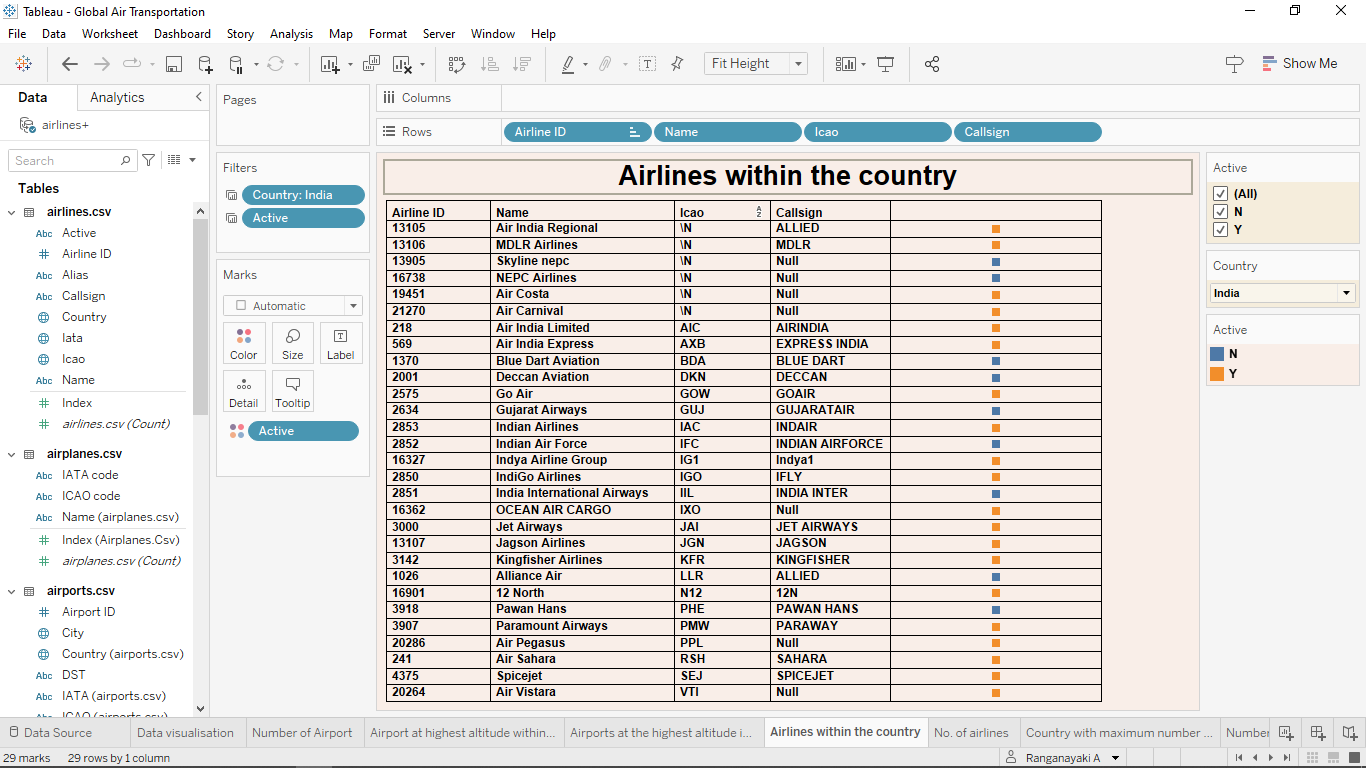 Tableau - Global Air Transportation
File Data Worksheet Dashboard Story Analysis Map Format Server Window Help
Fit Height
Show Me
Data Analytics
airlines+
Search
Tables
airlines.csv
Abc Active
Airline ID
Abc Alias
Abc Callsign
Country
Iata
Icao
Abc Name
Index
airlines.csv (Count)
airplanes.csv
Abc IATA code
Abc ICAO code
Abc Name (airplanes.csv)
Index (Airplanes.Csv)
airplanes.csv (Count)
airports.csv
Airport ID
City
Country (airports.csv)
Abc DST
Abc IATA (airports.csv)
Abc ICAO (airports.csv)
Pages
Filters
Country: India
Active
Marks
Automatic
Color Size Label
Detail Tooltip
Active
Columns
Rows Airline ID Name Icao Callsign
Airlines within the country
Airline ID Name Icao Callsign
13105 Air India Regional \N ALLIED
13106 MDLR Airlines \N MDLR
13905 Skyline nepc \N Null
16738 NEPC Airlines \N Null
19451 Air Costa \N Null
21270 Air Carnival \N Null
218 Air India Limited AIC AIRINDIA
569 Air India Express AXB EXPRESS INDIA
1370 Blue Dart Aviation BDA BLUE DART
2001 Deccan Aviation DKN DECCAN
2575 Go Air GOW GOAIR
2634 Gujarat Airways GUJ GUJARATAIR
2853 Indian Airlines IAC INDAIR
2852 Indian Air Force IFC INDIAN AIRFORCE
16327 Indya Airline Group IG1 Indya1
2850 IndiGo Airlines IGO IFLY
2851 India International Airways IIL INDIA INTER
16362 OCEAN AIR CARGO IXO Null
3000 Jet Airways JAI JET AIRWAYS
13107 Jagson Airlines JGN JAGSON
3142 Kingfisher Airlines KFR KINGFISHER
1026 Alliance Air LLR ALLIED
16901 12 North N12 12N
3918 Pawan Hans PHE PAWAN HANS
3907 Paramount Airways PMW PARAWAY
20286 Air Pegasus PPL Null
241 Air Sahara RSH SAHARA
4375 Spicejet SEJ SPICEJET
20264 Air Vistara VTI Null
Active
(All)
N
Y
Country
India
Active
N
Y
Data Source Data visualisation Number of Airport Airport at highest altitude within... Airports at the highest altitude i... Airlines within the country No. of airlines Country with maximum number ... Number
29 marks 29 rows by 1 column Ranganayaki A